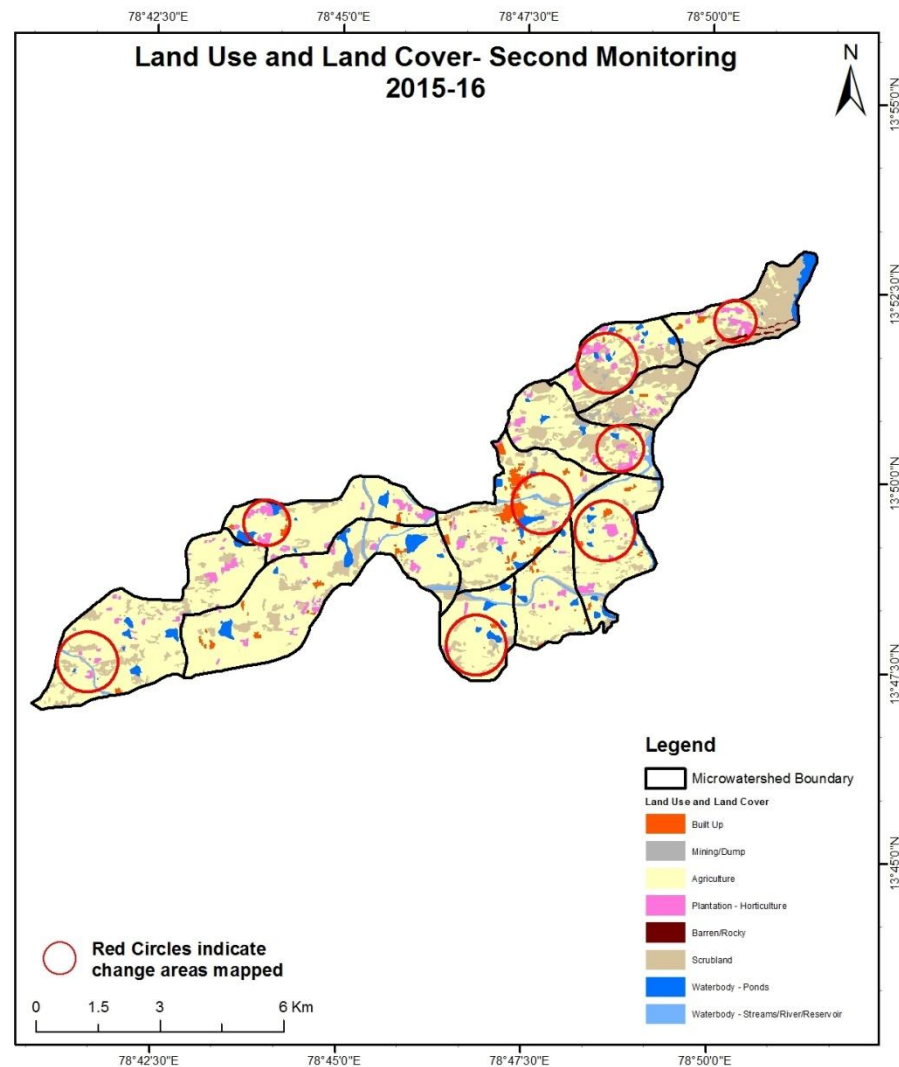 78°42'30"E 78°45'0"E 78°47'30"E 78°50'0"E
Land Use and Land Cover- Second Monitoring
2015-16
N
13°55'0"N
13°52'30"N
13°50'0"N
13°47'30"N
13°45'0"N
Legend
Microwatershed Boundary
Land Use and Land Cover
Built Up
Mining/Dump
Agriculture
Plantation - Horticulture
Barren/Rocky
Scrubland
Waterbody - Ponds
Waterbody - Streams/River/Reservoir
Red Circles indicate
change areas mapped
0 1.5 3 6 Km
78°42'30"E 78°45'0"E 78°47'30"E 78°50'0"E